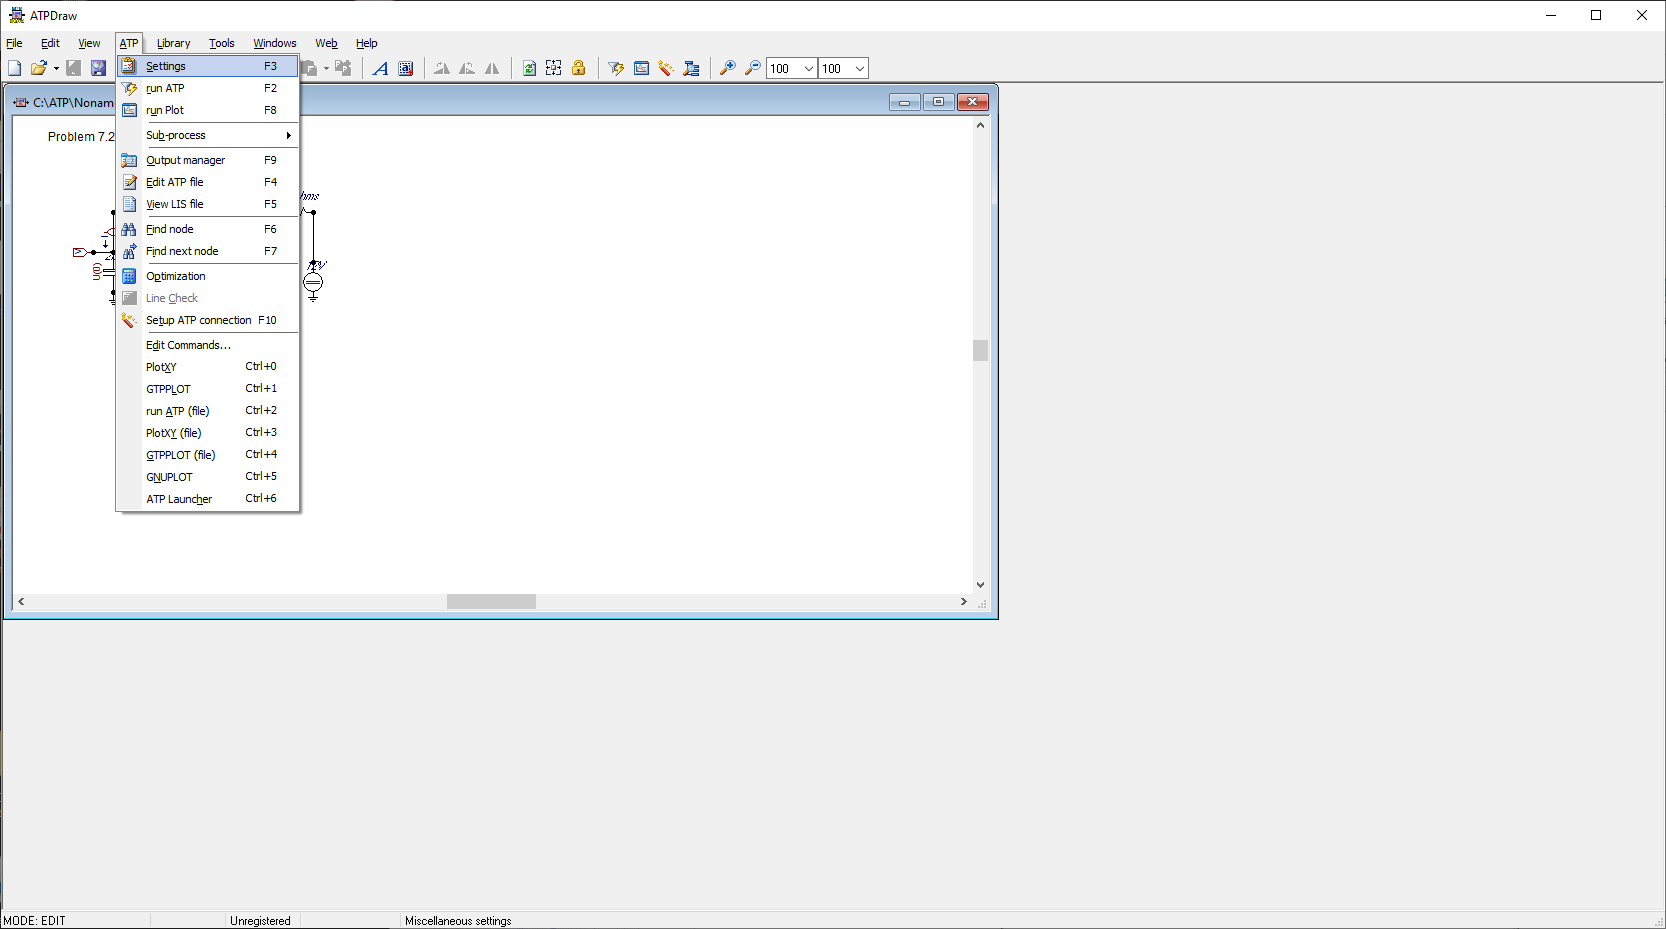 ATPDraw
File Edit View ATP Library Tools Windows Web Help
100 100
Settings F3
run ATP F2
run Plot F8
Sub-process
Output manager F9
Edit ATP file F4
View LIS file F5
Find node F6
Find next node F7
Optimization
Line Check
Setup ATP connection F10
Edit Commands...
PlotXY Ctrl+0
GTPPLOT Ctrl+1
run ATP (file) Ctrl+2
PlotXY (file) Ctrl+3
GTPPLOT (file) Ctrl+4
GNUPLOT Ctrl+5
ATP Launcher Ctrl+6
C:\ATP\Nonam
Problem 7.2
hms
12V
MODE: EDIT Unregistered Miscellaneous settings